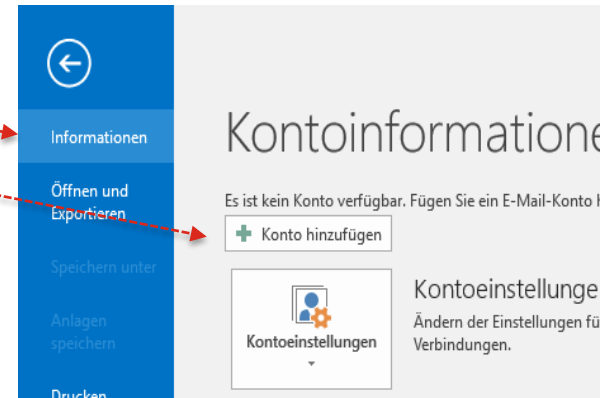 Informationen
Öffnen und
Exportieren
Speichern unter
Anlagen
speichern
Drucken
Kontoinformatione
Es ist kein Konto verfügbar. Fügen Sie ein E-Mail-Konto h
Konto hinzufügen
Kontoeinstellungen
Kontoeinstellunge
Ändern der Einstellungen fü
Verbindungen.